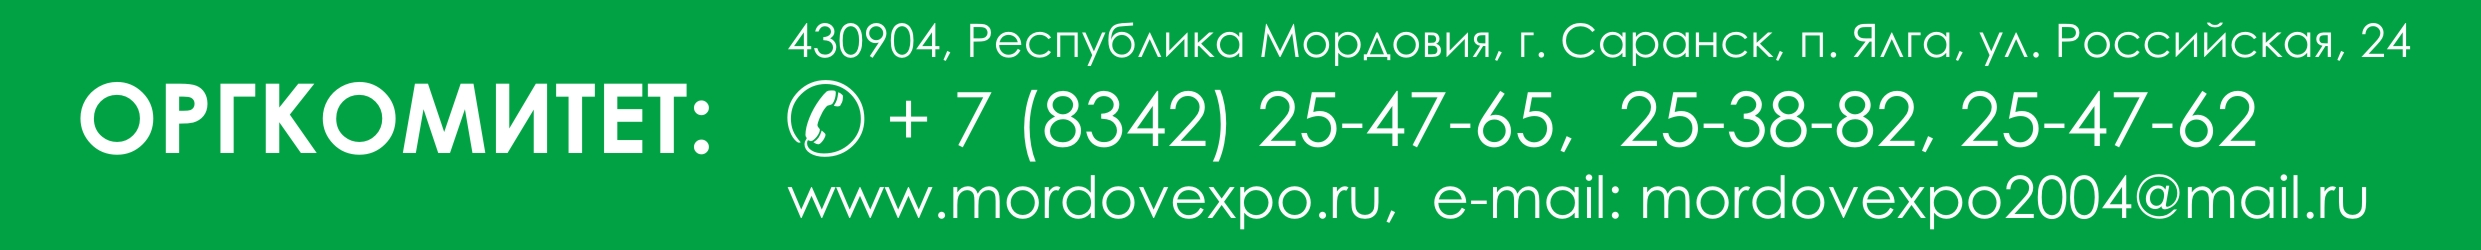 430904, Республика Мордовия, г. Саранск, п. Ялга, ул. Российская, 24
ОРГКОМИТЕТ: + 7 (8342) 25-47-65, 25-38-82, 25-47-62
www.mordovexpo.ru, e-mail: mordovexpo2004@mail.ru